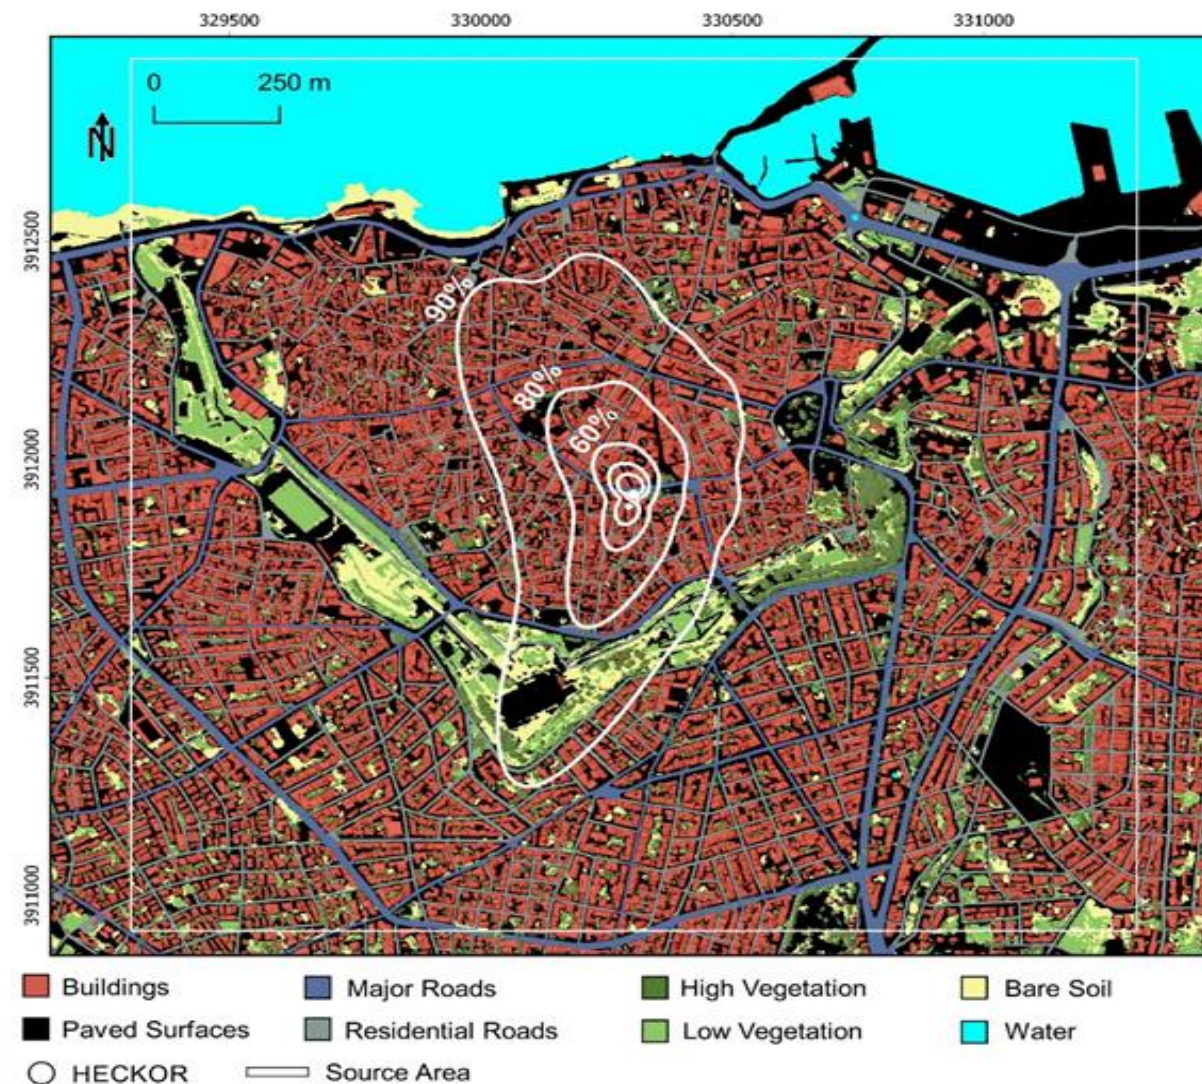 329500 330000 330500 331000
0 250 m
N
3912500
3912000
3911500
3911000
90%
80%
60%
Buildings Major Roads High Vegetation Bare Soil
Paved Surfaces Residential Roads Low Vegetation Water
HECKOR Source Area